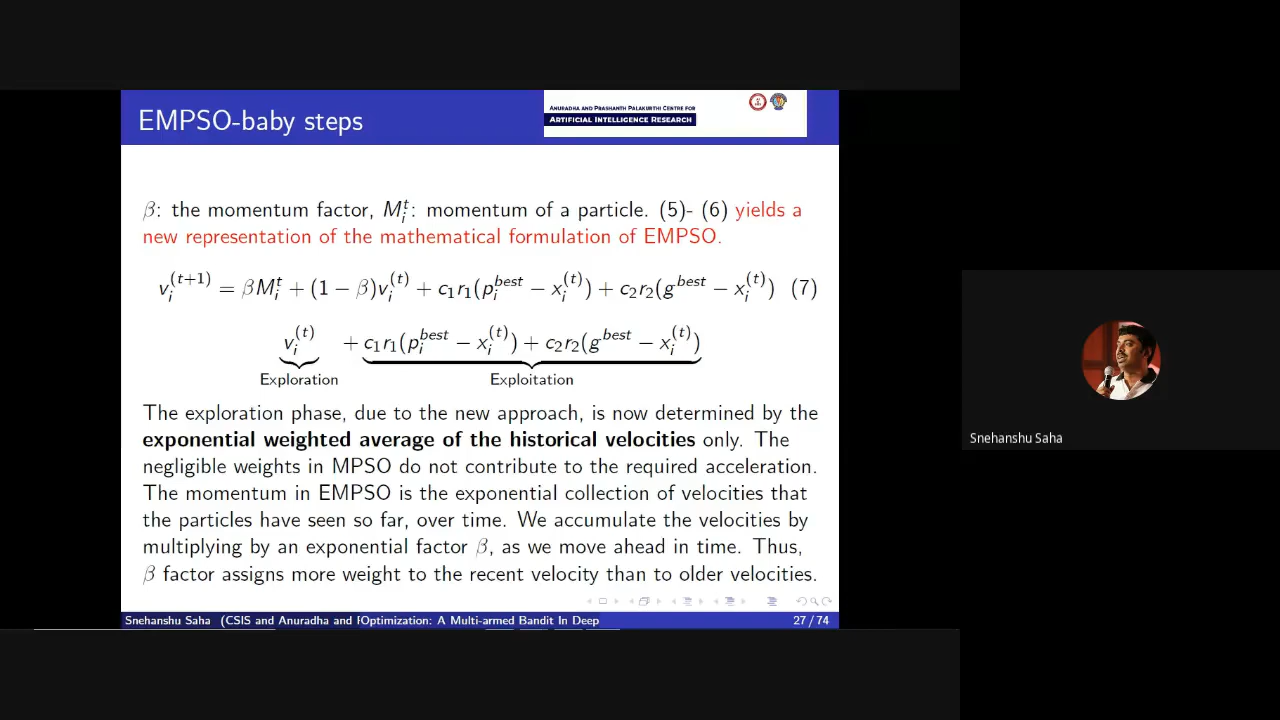 EMPSO-baby steps
ANURADHA AND PRASHANTH PALAKURTHI CENTRE FOR
ARTIFICIAL INTELLIGENCE RESEARCH
β: the momentum factor, M_i^t: momentum of a particle. (5)- (6) yields a
new representation of the mathematical formulation of EMPSO.
v_i^(t+1) = βM_i^t + (1 − β)v_i^(t) + c₁r₁(p_i^best − x_i^(t)) + c₂r₂(g^best − x_i^(t)) (7)
v_i^(t) + c₁r₁(p_i^best − x_i^(t)) + c₂r₂(g^best − x_i^(t))
Exploration Exploitation
The exploration phase, due to the new approach, is now determined by the
exponential weighted average of the historical velocities only. The
negligible weights in MPSO do not contribute to the required acceleration.
The momentum in EMPSO is the exponential collection of velocities that
the particles have seen so far, over time. We accumulate the velocities by
multiplying by an exponential factor β, as we move ahead in time. Thus,
β factor assigns more weight to the recent velocity than to older velocities.
Snehanshu Saha (CSIS and Anuradha and POptimization: A Multi-armed Bandit In Deep 27 / 74
Snehanshu Saha